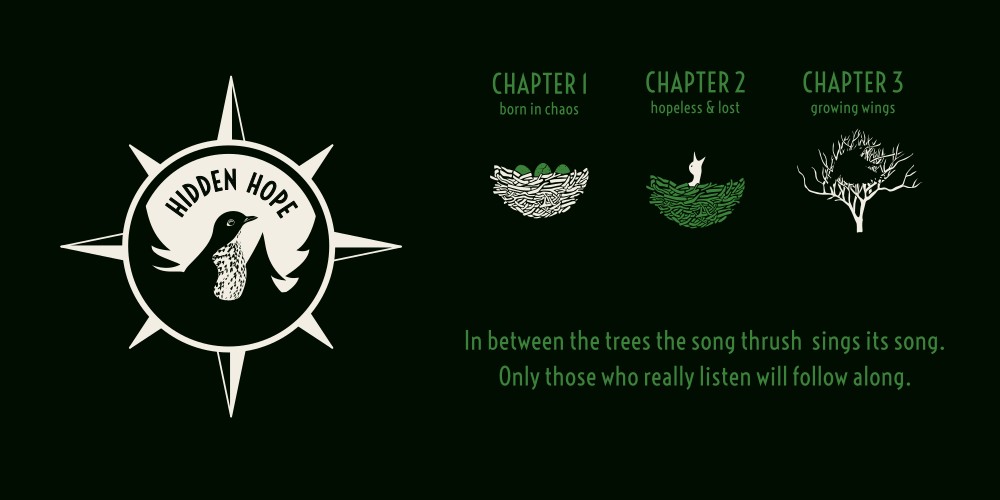 HIDDEN HOPE
CHAPTER 1
born in chaos
CHAPTER 2
hopeless & lost
CHAPTER 3
growing wings
In between the trees the song thrush sings its song.
Only those who really listen will follow along.